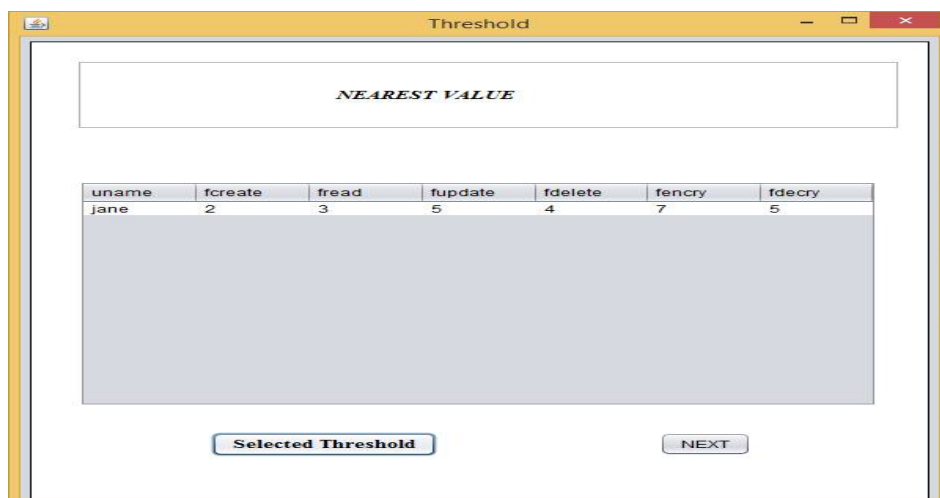 Threshold
NEAREST VALUE
uname fcreate fread fupdate fdelete fencry fdecry
jane 2 3 5 4 7 5
Selected Threshold NEXT